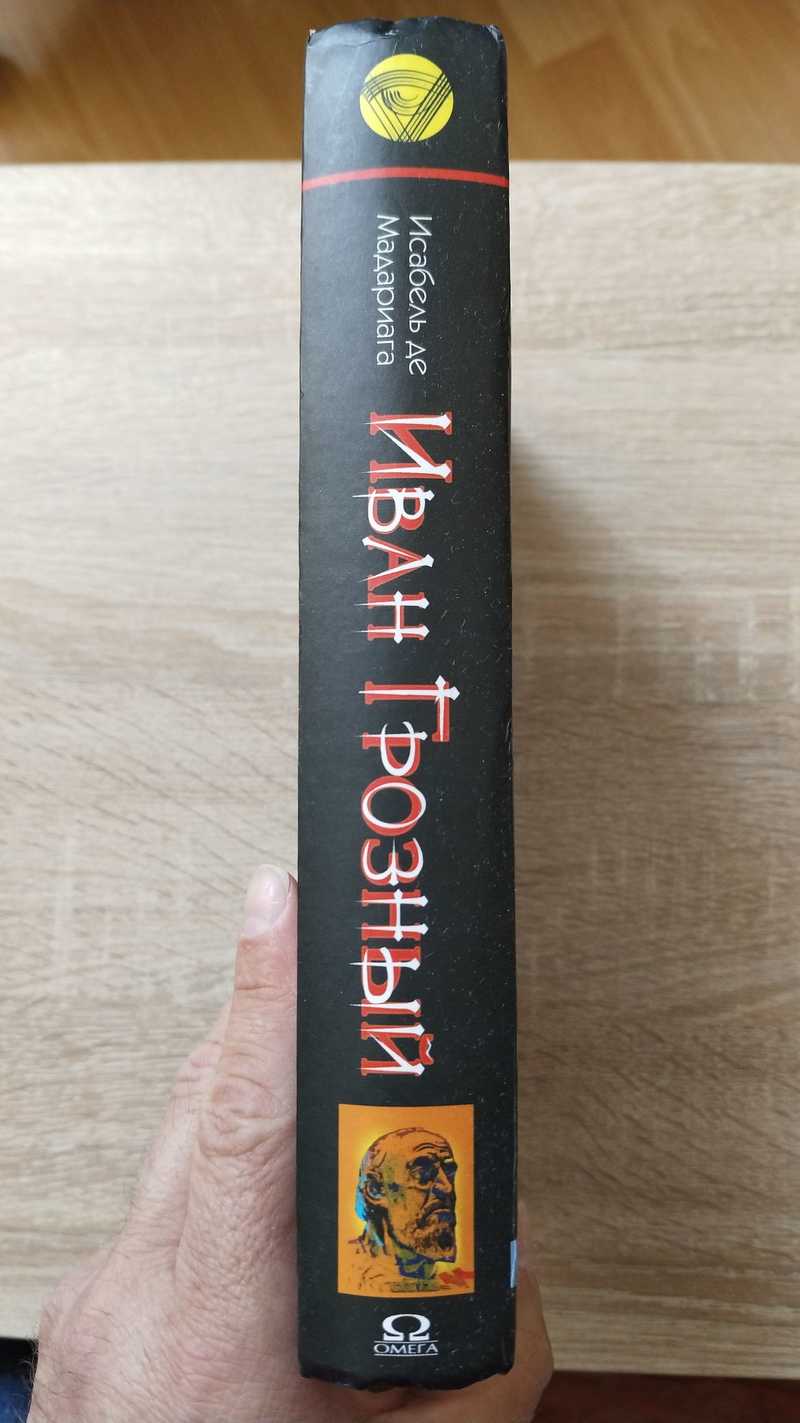 Исабель де
Мадариага
Иван Грозный
Ω
ОМЕГА